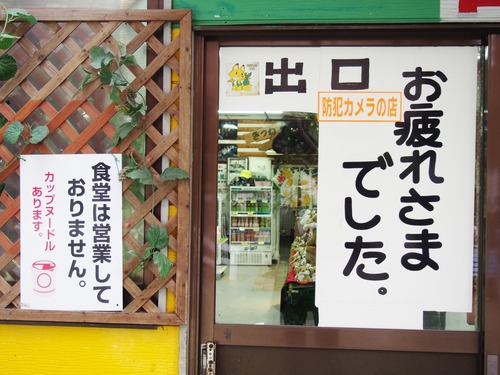 出口
防犯カメラの店
お疲れさま
でした。
食堂は営業して
おりません。
カップヌードル
あります。